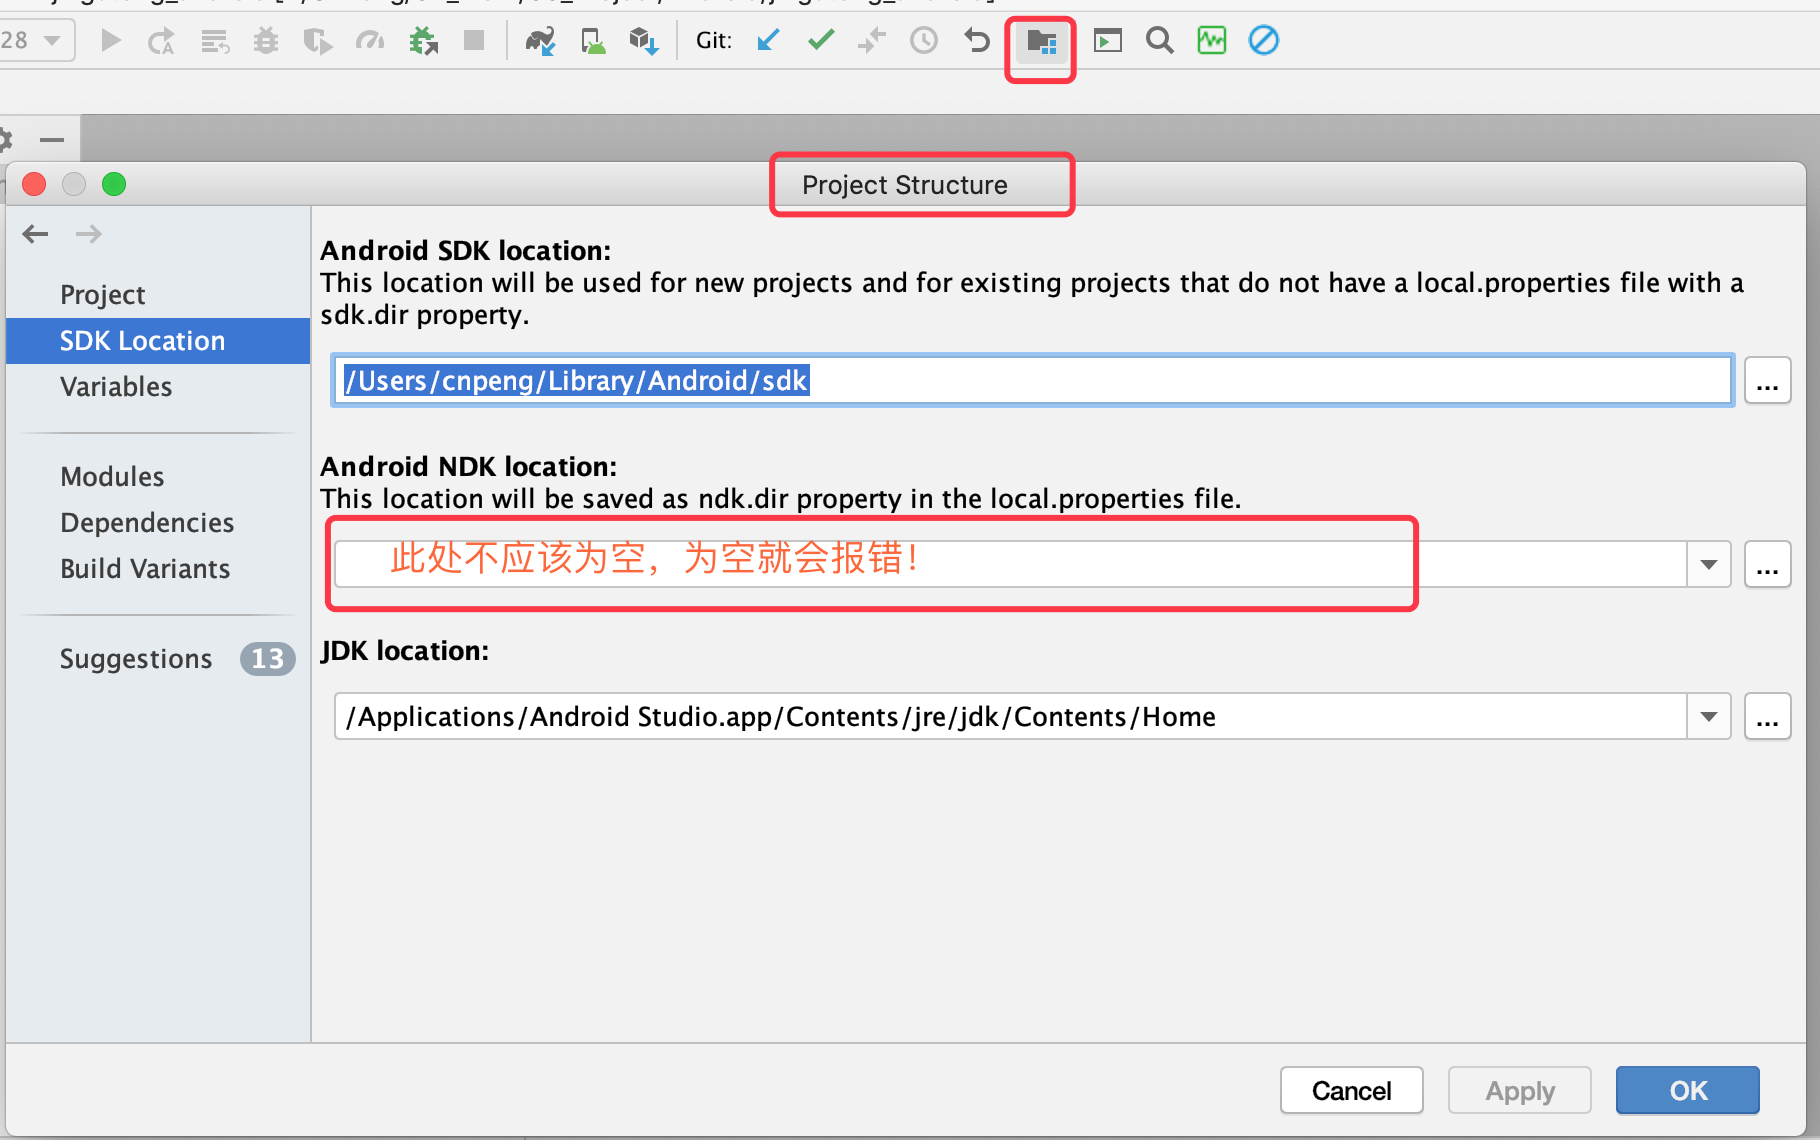 28
Git:
Project Structure
Project
SDK Location
Variables
Modules
Dependencies
Build Variants
Suggestions 13
Android SDK location:
This location will be used for new projects and for existing projects that do not have a local.properties file with a
sdk.dir property.
/Users/cnpeng/Library/Android/sdk
...
Android NDK location:
This location will be saved as ndk.dir property in the local.properties file.
此处不应该为空，为空就会报错！
...
JDK location:
/Applications/Android Studio.app/Contents/jre/jdk/Contents/Home
...
Cancel
Apply
OK